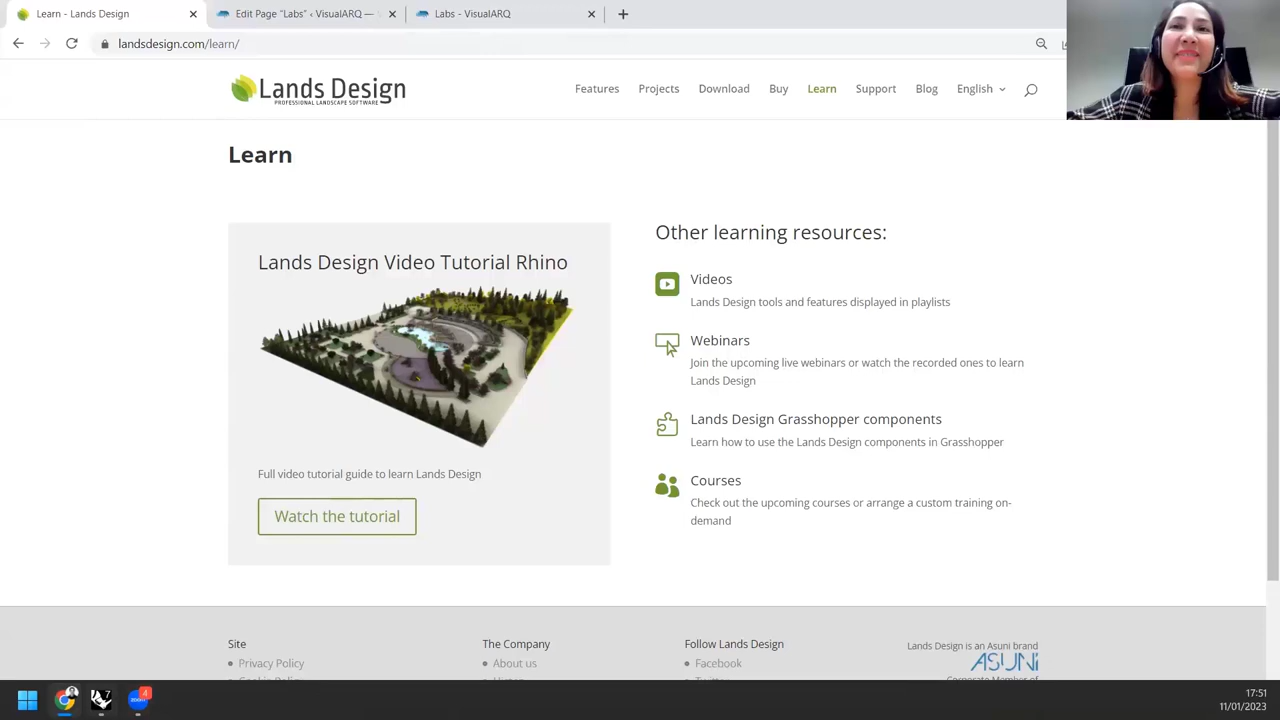 Learn - Lands Design
Edit Page "Labs" ‹ VisualARQ —
Labs - VisualARQ
landsdesign.com/learn/
Lands Design
PROFESSIONAL LANDSCAPE SOFTWARE
Features
Projects
Download
Buy
Learn
Support
Blog
English
Learn
Lands Design Video Tutorial Rhino
Full video tutorial guide to learn Lands Design
Watch the tutorial
Other learning resources:
Videos
Lands Design tools and features displayed in playlists
Webinars
Join the upcoming live webinars or watch the recorded ones to learn
Lands Design
Lands Design Grasshopper components
Learn how to use the Lands Design components in Grasshopper
Courses
Check out the upcoming courses or arrange a custom training on-
demand
Site
Privacy Policy
The Company
About us
Follow Lands Design
Facebook
Lands Design is an Asuni brand
ASUNI
7
zoom
4
17:51
11/01/2023